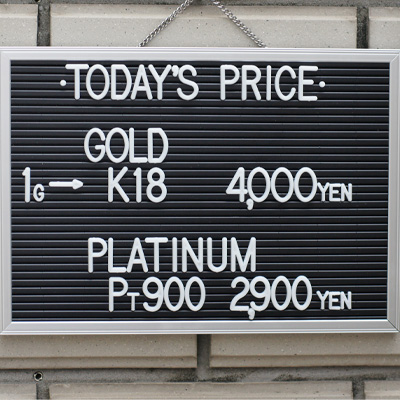 ·TODAY'S PRICE·
GOLD
1G→ K18 4,000YEN
PLATINUM
PT900 2,900YEN